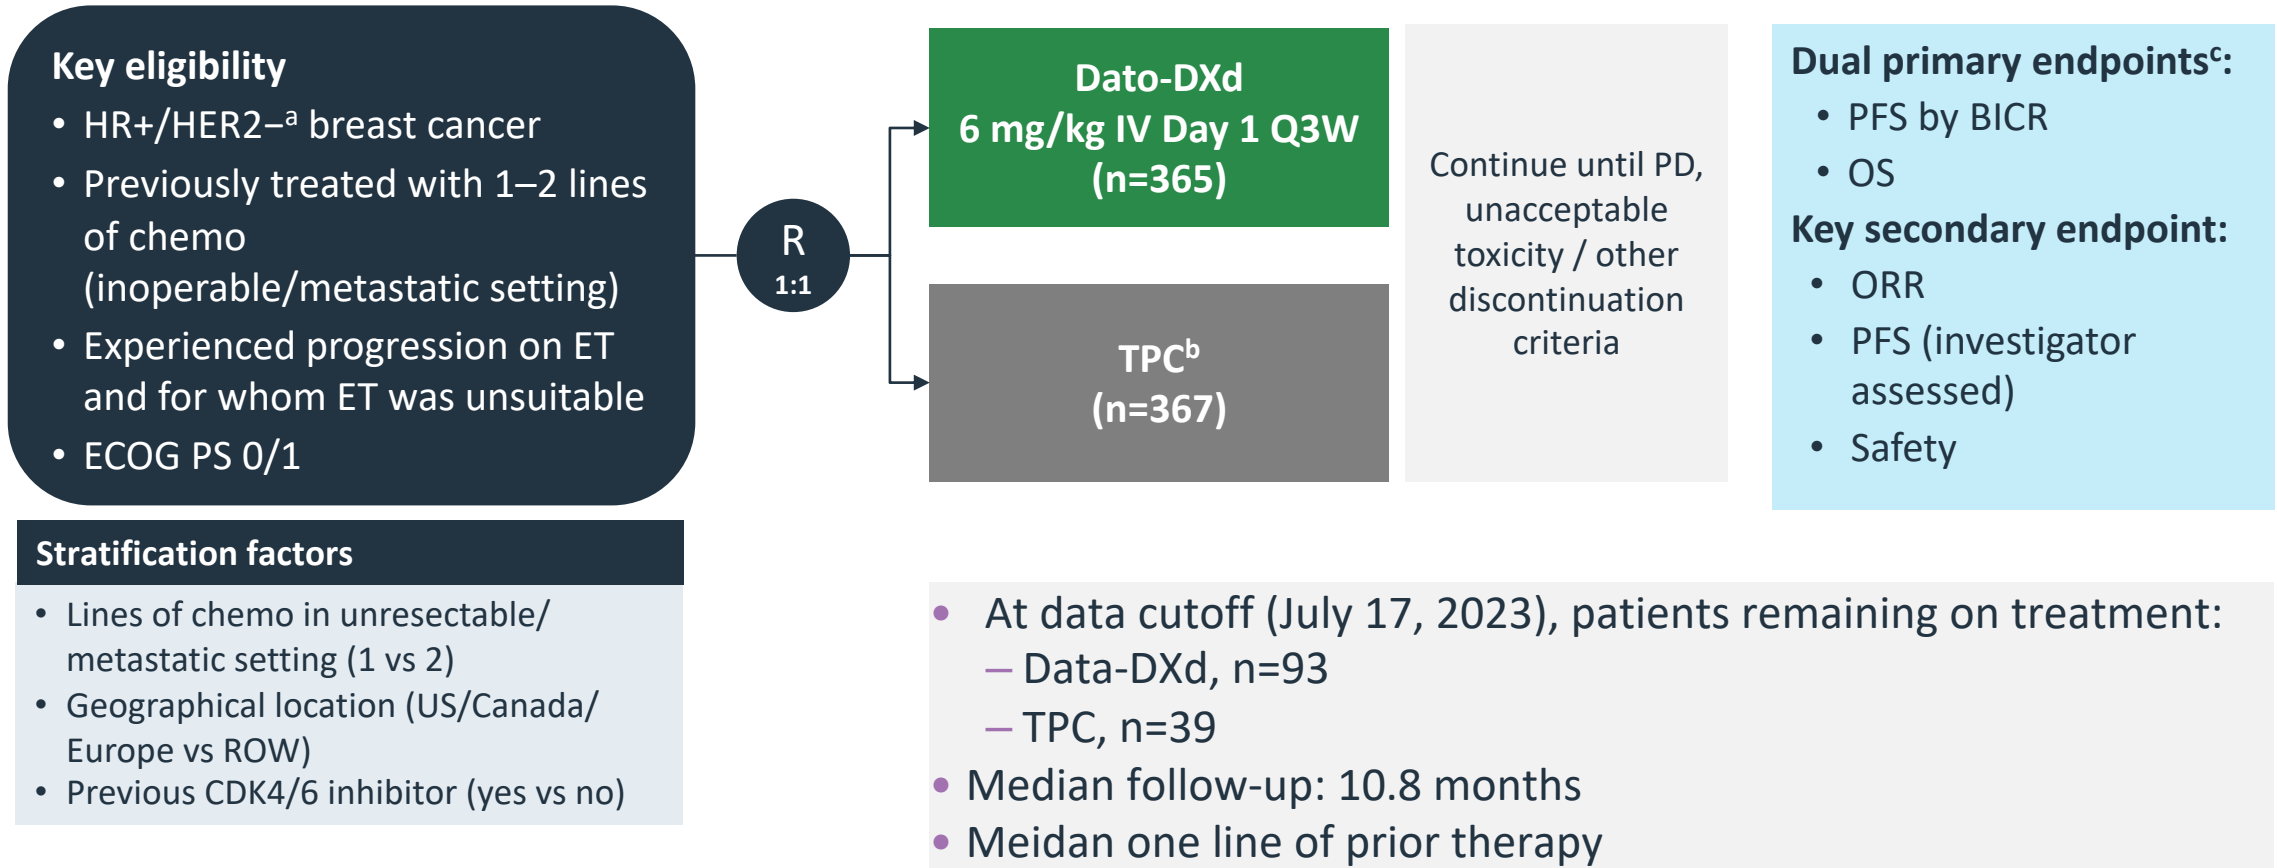 Key eligibility
• HR+/HER2−ᵃ breast cancer
• Previously treated with 1–2 lines
of chemo
(inoperable/metastatic setting)
• Experienced progression on ET
and for whom ET was unsuitable
• ECOG PS 0/1
Stratification factors
• Lines of chemo in unresectable/
metastatic setting (1 vs 2)
• Geographical location (US/Canada/
Europe vs ROW)
• Previous CDK4/6 inhibitor (yes vs no)
R
1:1
Dato-DXd
6 mg/kg IV Day 1 Q3W
(n=365)
TPCᵇ
(n=367)
Continue until PD,
unacceptable
toxicity / other
discontinuation
criteria
Dual primary endpointsᶜ:
• PFS by BICR
• OS
Key secondary endpoint:
• ORR
• PFS (investigator
assessed)
• Safety
• At data cutoff (July 17, 2023), patients remaining on treatment:
– Data-DXd, n=93
– TPC, n=39
• Median follow-up: 10.8 months
• Meidan one line of prior therapy